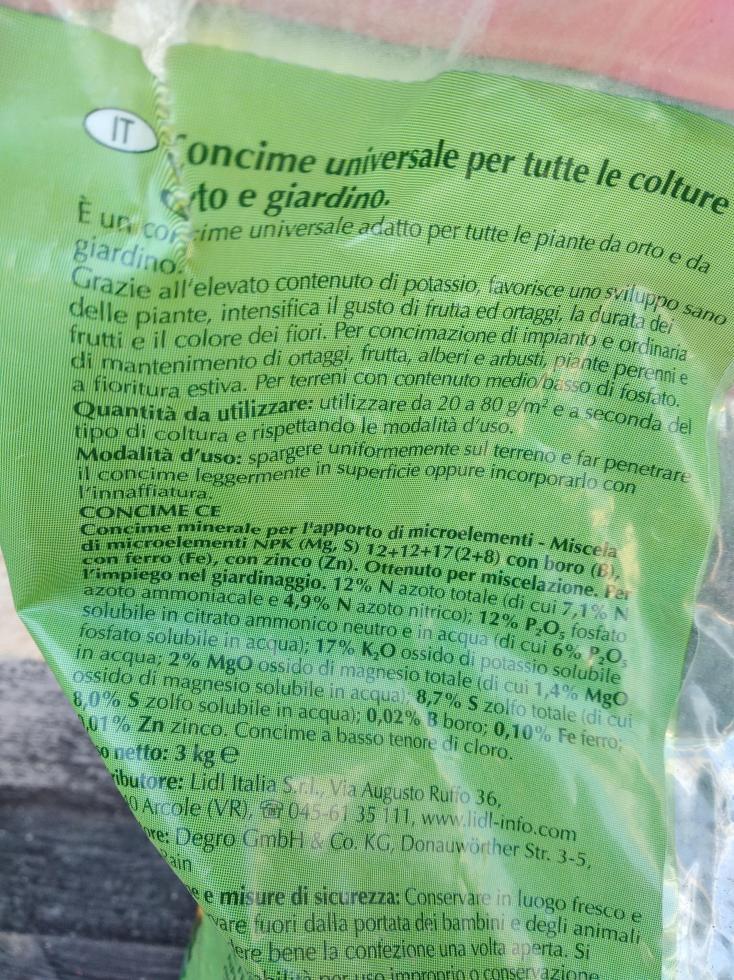 IT
Concime universale per tutte le colture
orto e giardino.
È un concime universale adatto per tutte le piante da orto e da
giardino.
Grazie all'elevato contenuto di potassio, favorisce uno sviluppo sano
delle piante, intensifica il gusto di frutta ed ortaggi, la durata dei
frutti e il colore dei fiori. Per concimazione di impianto e ordinaria
di mantenimento di ortaggi, frutta, alberi e arbusti, piante perenni e
a fioritura estiva. Per terreni con contenuto medio/basso di fosfato.
Quantità da utilizzare: utilizzare da 20 a 80 g/m² e a seconda del
tipo di coltura e rispettando le modalità d'uso.
Modalità d'uso: spargere uniformemente sul terreno e far penetrare
il concime leggermente in superficie oppure incorporarlo con
l'innaffiatura.
CONCIME CE
Concime minerale per l'apporto di microelementi - Miscela
di microelementi NPK (Mg, S) 12+12+17(2+8) con boro (B),
con ferro (Fe), con zinco (Zn). Ottenuto per miscelazione. Per
l'impiego nel giardinaggio. 12% N azoto totale (di cui 7,1% N
azoto ammoniacale e 4,9% N azoto nitrico); 12% P₂O₅ fosfato
solubile in citrato ammonico neutro e in acqua (di cui 6% P₂O₅
fosfato solubile in acqua); 17% K₂O ossido di potassio solubile
in acqua; 2% MgO ossido di magnesio totale (di cui 1,4% MgO
ossido di magnesio solubile in acqua); 8,7% S zolfo totale (di cui
8,0% S zolfo solubile in acqua); 0,02% B boro; 0,10% Fe ferro;
,01% Zn zinco. Concime a basso tenore di cloro.
o netto: 3 kg ℮
ributore: Lidl Italia S.r.l., Via Augusto Ruffo 36,
0 Arcole (VR), ☏ 045-61 35 111, www.lidl-info.com
ore: Degro GmbH & Co. KG, Donauwörther Str. 3-5,
ain
e e misure di sicurezza: Conservare in luogo fresco e
vare fuori dalla portata dei bambini e degli animali
dere bene la confezione una volta aperta. Si
per uso improprio o conservazione